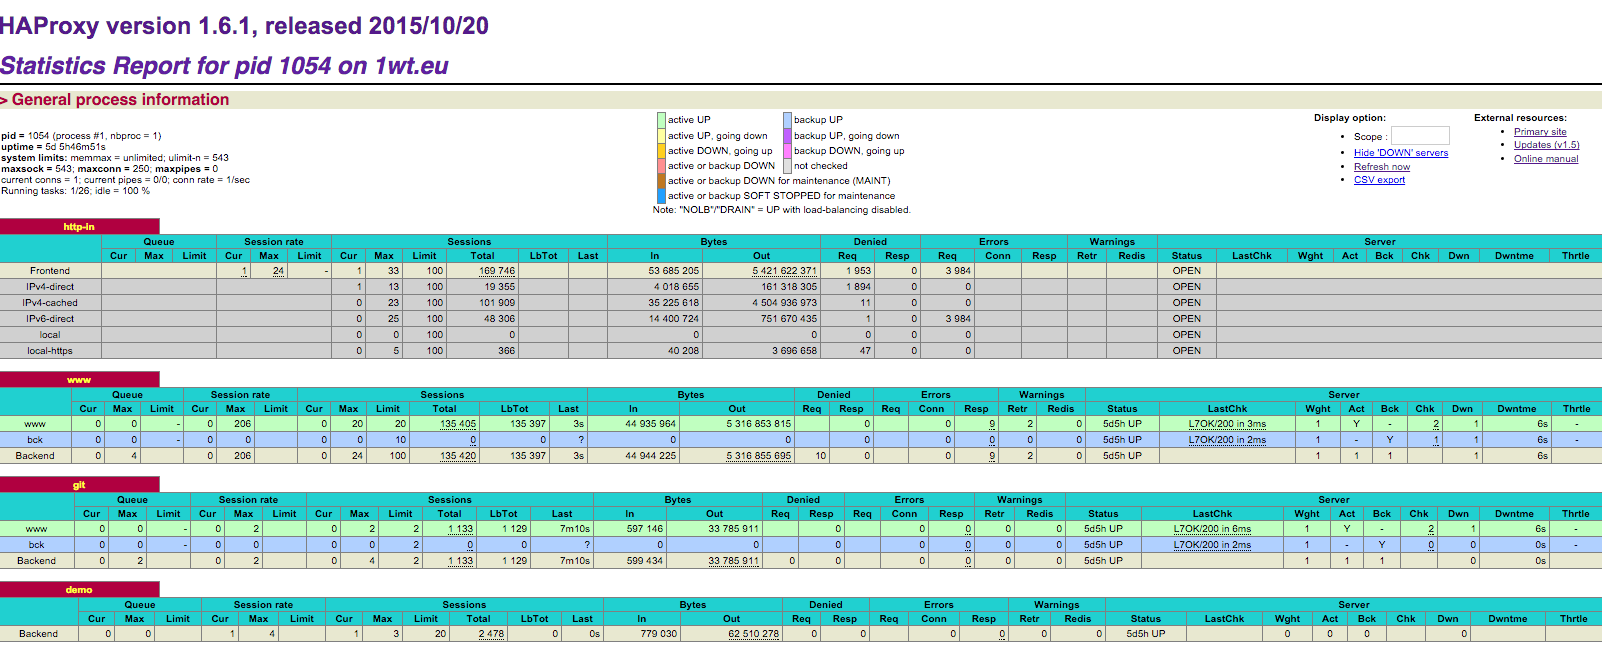 HAProxy version 1.6.1, released 2015/10/20
Statistics Report for pid 1054 on 1wt.eu
> General process information
pid = 1054 (process #1, nbproc = 1)
uptime = 5d 5h46m51s
system limits: memmax = unlimited; ulimit-n = 543
maxsock = 543; maxconn = 250; maxpipes = 0
current conns = 1; current pipes = 0/0; conn rate = 1/sec
Running tasks: 1/26; idle = 100 %
active UP backup UP
active UP, going down backup UP, going down
active DOWN, going up backup DOWN, going up
active or backup DOWN not checked
active or backup DOWN for maintenance (MAINT)
active or backup SOFT STOPPED for maintenance
Note: "NOLB"/"DRAIN" = UP with load-balancing disabled.
Display option:
• Scope :
• Hide 'DOWN' servers
• Refresh now
• CSV export
External resources:
• Primary site
• Updates (v1.5)
• Online manual
http-in
Queue Session rate Sessions Bytes Denied Errors Warnings Server
Cur Max Limit Cur Max Limit Cur Max Limit Total LbTot Last In Out Req Resp Req Conn Resp Retr Redis Status LastChk Wght Act Bck Chk Dwn Dwntme Thrtle
Frontend 1 24 - 1 33 100 169 746 53 685 205 5 421 622 371 1 953 0 3 984 OPEN
IPv4-direct 1 13 100 19 355 4 018 655 161 318 305 1 894 0 0 OPEN
IPv4-cached 0 23 100 101 909 35 225 618 4 504 936 973 11 0 0 OPEN
IPv6-direct 0 25 100 48 306 14 400 724 751 670 435 1 0 3 984 OPEN
local 0 0 100 0 0 0 0 0 0 OPEN
local-https 0 5 100 366 40 208 3 696 658 47 0 0 OPEN
www
Queue Session rate Sessions Bytes Denied Errors Warnings Server
Cur Max Limit Cur Max Limit Cur Max Limit Total LbTot Last In Out Req Resp Req Conn Resp Retr Redis Status LastChk Wght Act Bck Chk Dwn Dwntme Thrtle
www 0 0 - 0 206 0 20 20 135 405 135 397 3s 44 935 964 5 316 853 815 0 0 9 2 0 5d5h UP L7OK/200 in 3ms 1 Y - 2 1 6s -
bck 0 0 - 0 0 0 0 10 0 0 ? 0 0 0 0 0 0 0 5d5h UP L7OK/200 in 2ms 1 - Y 1 1 6s -
Backend 0 4 0 206 0 24 100 135 420 135 397 3s 44 944 225 5 316 855 695 10 0 0 9 2 0 5d5h UP 1 1 1 1 6s
git
Queue Session rate Sessions Bytes Denied Errors Warnings Server
Cur Max Limit Cur Max Limit Cur Max Limit Total LbTot Last In Out Req Resp Req Conn Resp Retr Redis Status LastChk Wght Act Bck Chk Dwn Dwntme Thrtle
www 0 0 - 0 2 0 2 2 1 133 1 129 7m10s 597 146 33 785 911 0 0 0 0 0 5d5h UP L7OK/200 in 6ms 1 Y - 2 1 6s -
bck 0 0 - 0 0 0 0 2 0 0 ? 0 0 0 0 0 0 0 5d5h UP L7OK/200 in 2ms 1 - Y 0 0 0s -
Backend 0 2 0 2 0 4 2 1 133 1 129 7m10s 599 434 33 785 911 0 0 0 0 0 0 5d5h UP 1 1 1 0 0s
demo
Queue Session rate Sessions Bytes Denied Errors Warnings Server
Cur Max Limit Cur Max Limit Cur Max Limit Total LbTot Last In Out Req Resp Req Conn Resp Retr Redis Status LastChk Wght Act Bck Chk Dwn Dwntme Thrtle
Backend 0 0 1 4 1 3 20 2 478 0 0s 779 030 62 510 278 0 0 0 0 0 0 5d5h UP 0 0 0 0